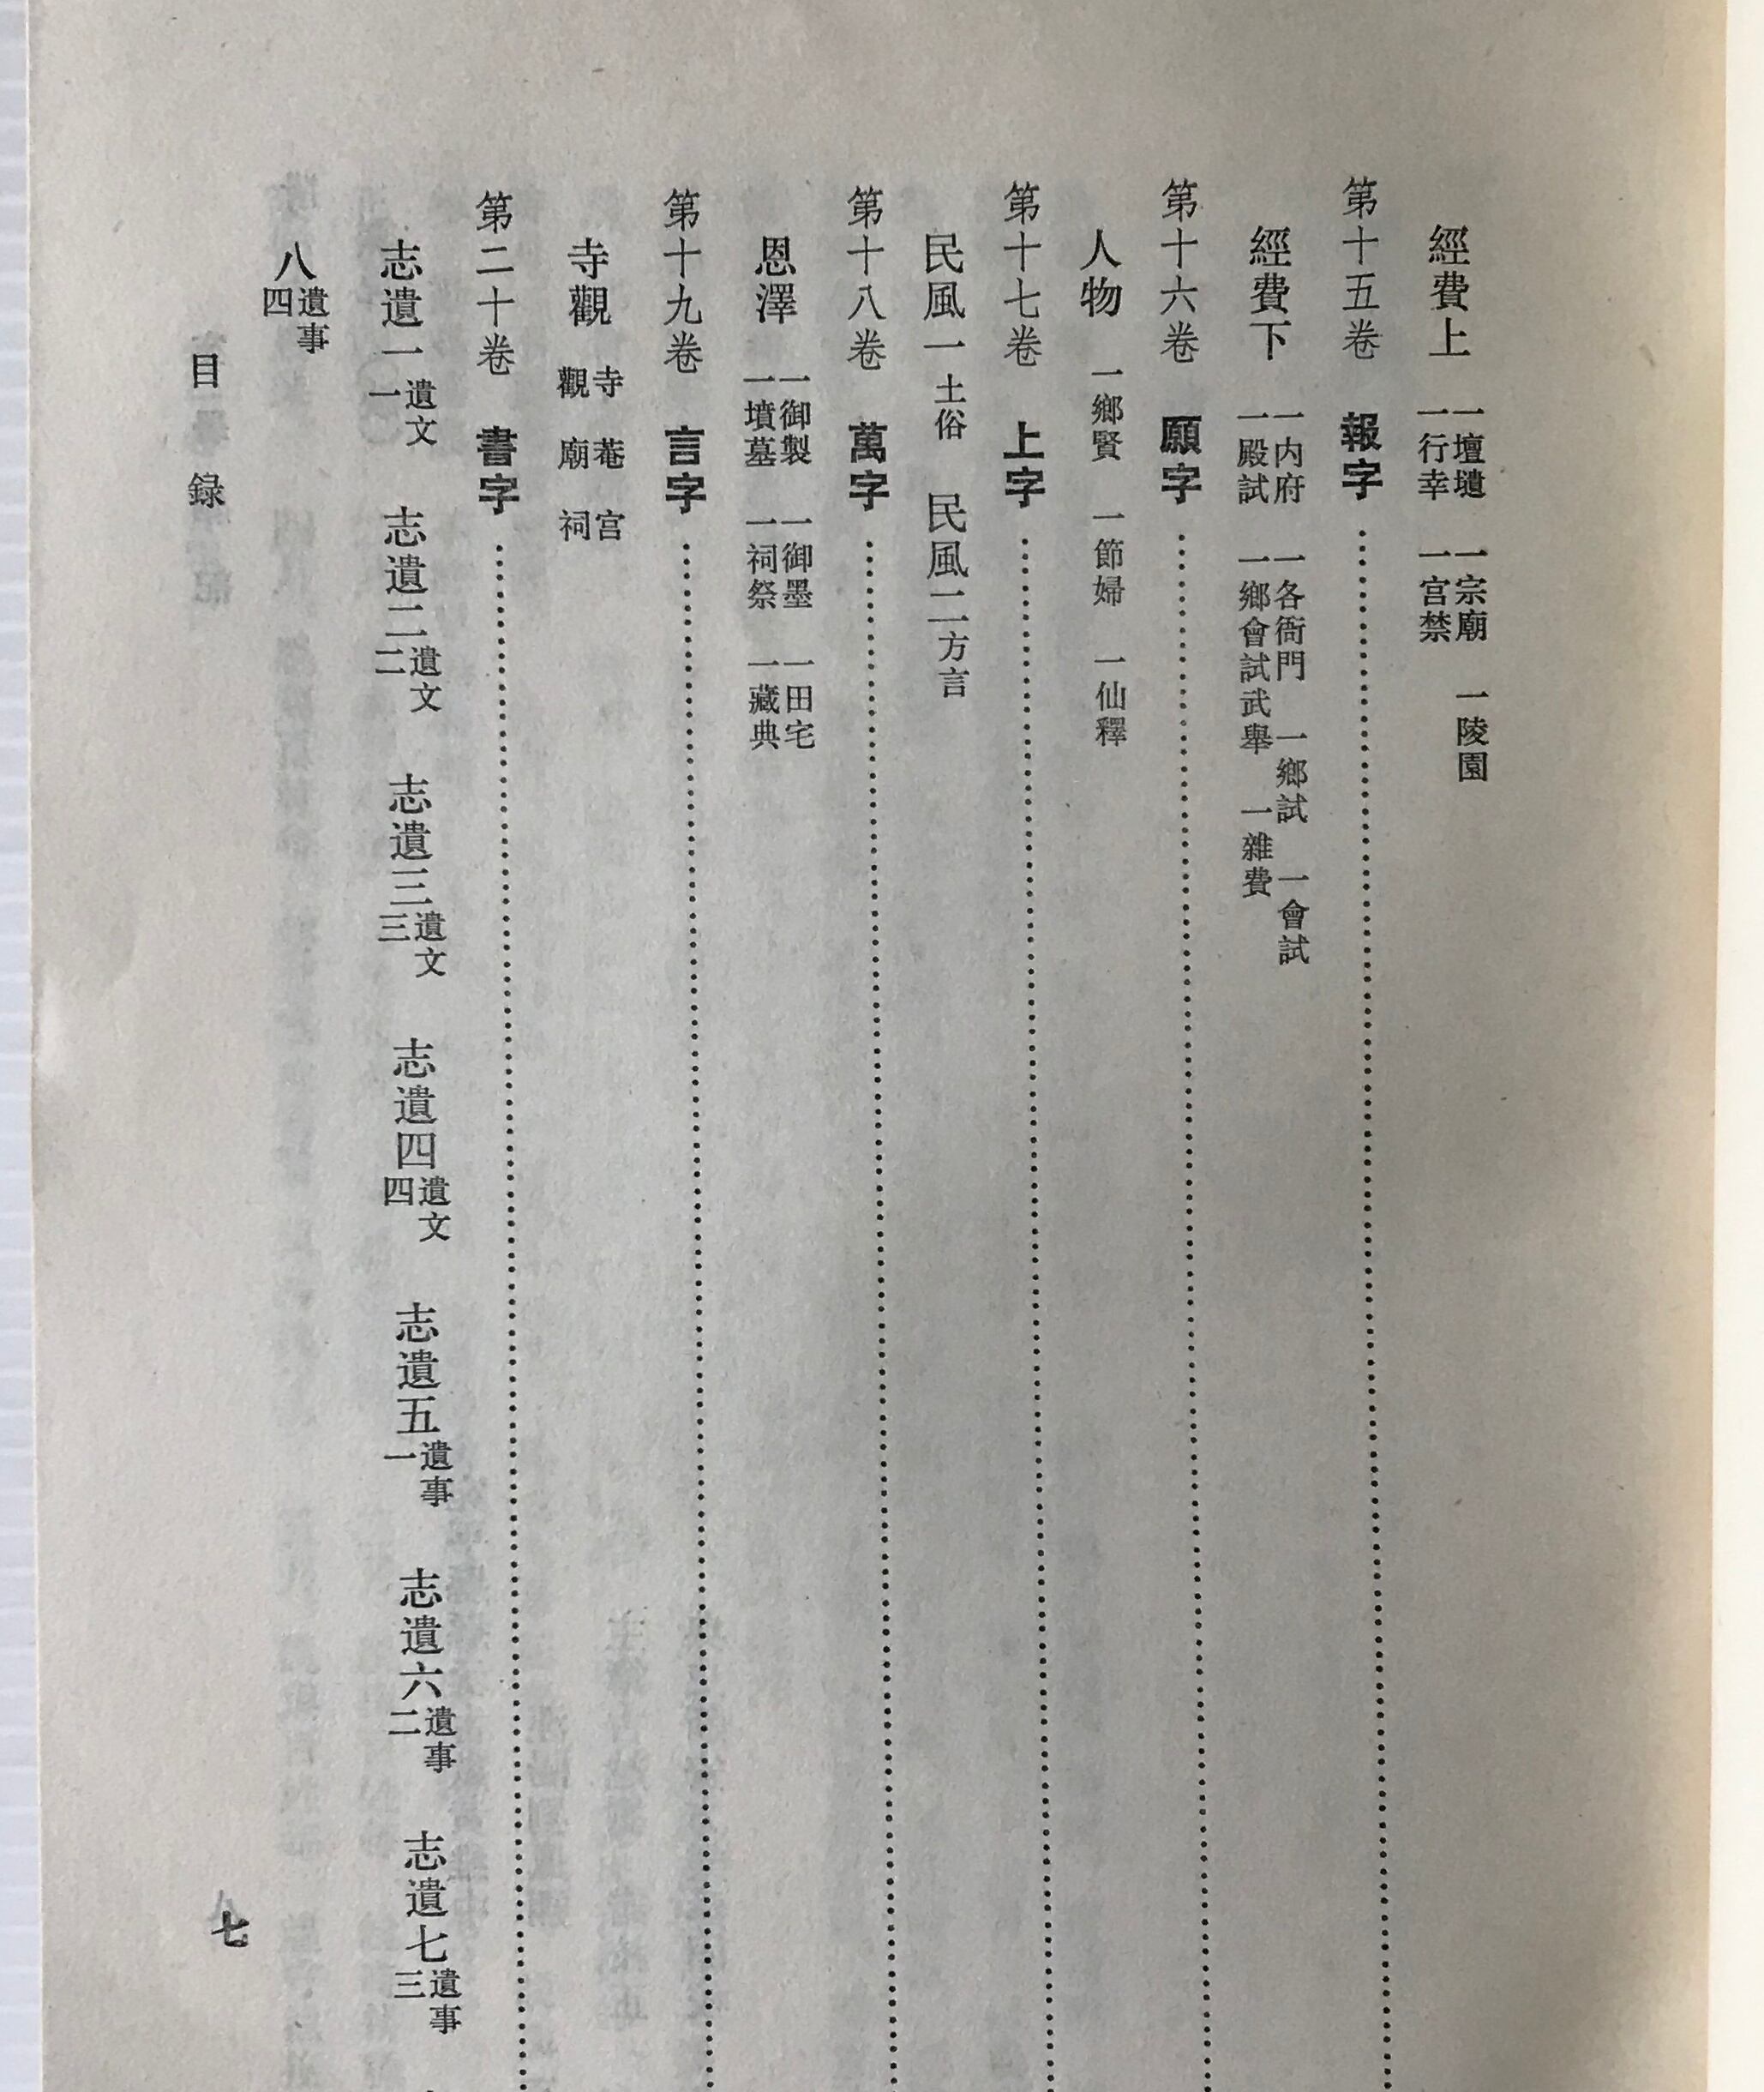 經費上 一壇壝 一宗廟 一陵園
一行幸 一宮禁
第十五卷 報字
經費下 一内府 一各衙門 一鄉試 一會試
一殿試 一鄉會試武舉 一雜費
第十六卷 願字
人物 一鄉賢 一節婦 一仙釋
第十七卷 上字
民風一土俗 民風二方言
第十八卷 萬字
恩澤 一御製 一御墨 一田宅
一墳墓 一祠祭 一藏典
第十九卷 言字
寺觀 寺 菴 宫
觀 廟 祠
第二十卷 書字
志遺一遺文一 志遺二遺文二 志遺三遺文三 志遺四遺文四 志遺五遺事一 志遺六遺事二 志遺七遺事三
八遺事四
目録
七